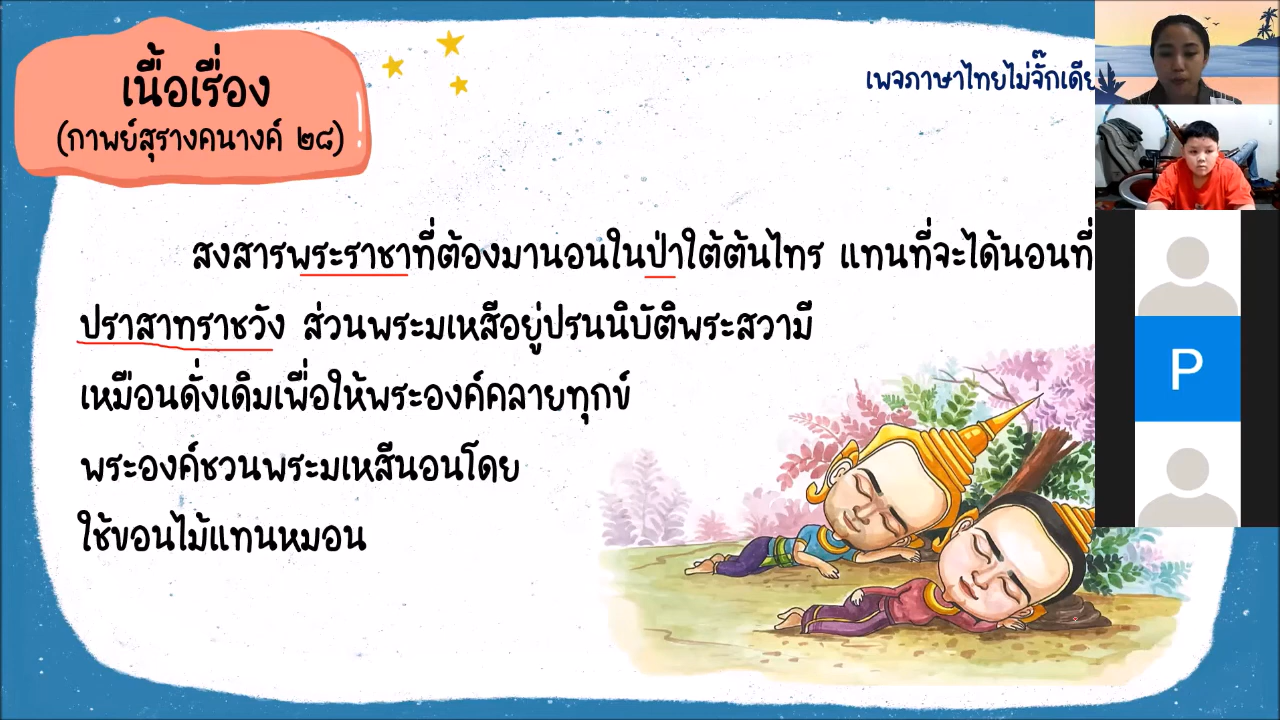 เนื้อเรื่อง
(กาพย์สุรางคนางค์ ๒๘)
เพจภาษาไทยไม่จั๊กเดีย
สงสารพระราชาที่ต้องมานอนในป่าใต้ต้นไทร แทนที่จะได้นอนที่
ปราสาทราชวัง ส่วนพระมเหสีอยู่ปรนนิบัติพระสวามี
เหมือนดั่งเดิมเพื่อให้พระองค์คลายทุกข์
พระองค์ชวนพระมเหสีนอนโดย
ใช้ขอนไม้แทนหมอน
P